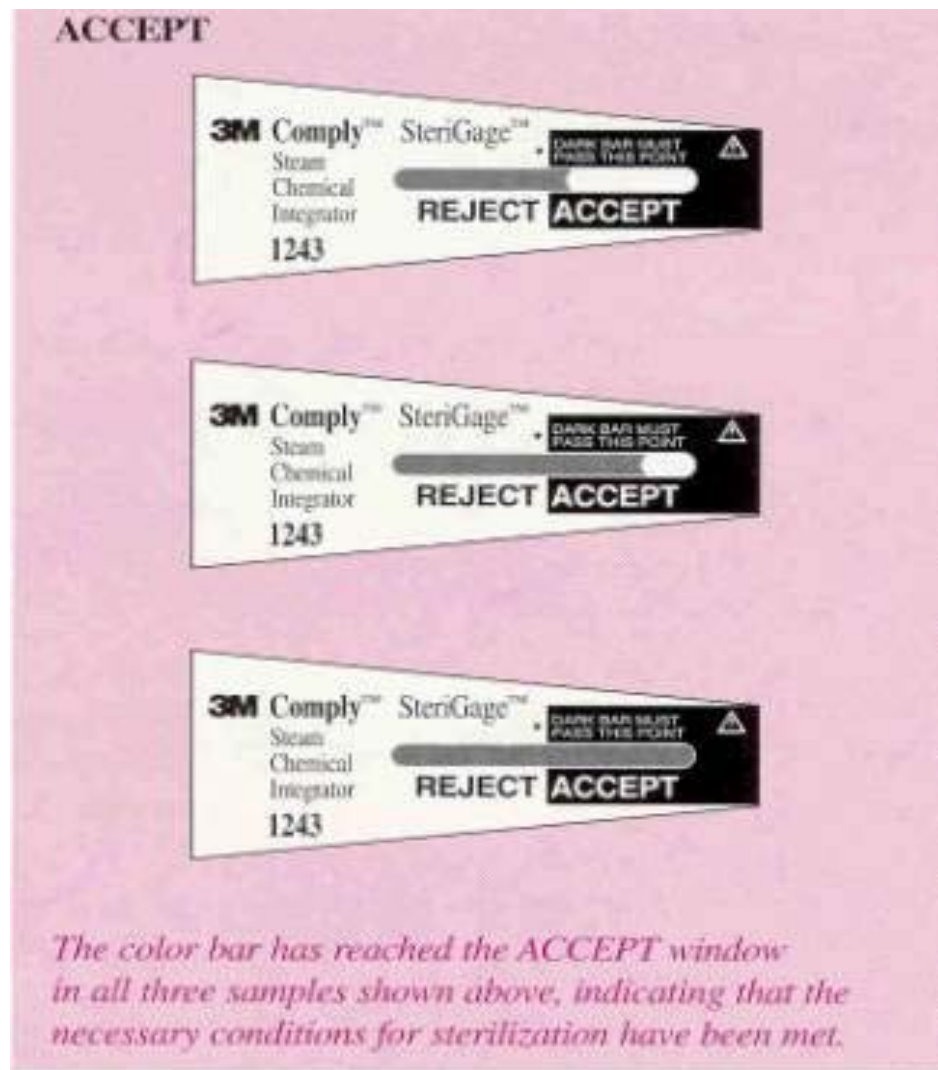 ACCEPT
3M Comply™ SteriGage™
DARK BAR MUST
PASS THIS POINT
Steam
Chemical
Integrator
REJECT ACCEPT
1243
3M Comply™ SteriGage™
DARK BAR MUST
PASS THIS POINT
Steam
Chemical
Integrator
REJECT ACCEPT
1243
3M Comply™ SteriGage™
DARK BAR MUST
PASS THIS POINT
Steam
Chemical
Integrator
REJECT ACCEPT
1243
The color bar has reached the ACCEPT window
in all three samples shown above, indicating that the
necessary conditions for sterilization have been met.